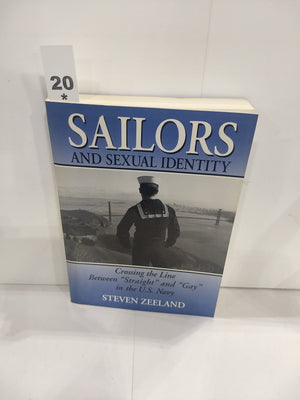 20
*
SAILORS
AND SEXUAL IDENTITY
Crossing the Line
Between "Straight" and "Gay"
in the U.S. Navy
STEVEN ZEELAND